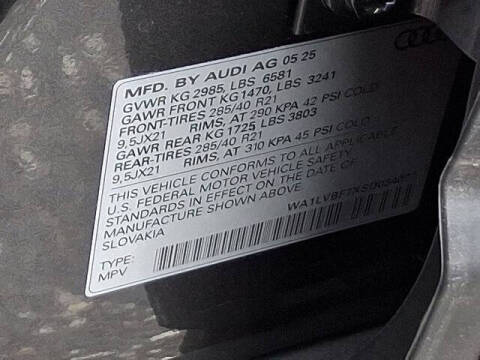 MFD. BY AUDI AG 05 25
GVWR KG 2985, LBS 6581
GAWR FRONT KG 1470, LBS 3241
FRONT-TIRES 285/40 R21
9,5JX21 RIMS, AT 290 KPA 42 PSI COLD
GAWR REAR KG 1725 LBS 3803
REAR-TIRES 285/40 R21
9,5JX21 RIMS, AT 310 KPA 45 PSI COLD
THIS VEHICLE CONFORMS TO ALL APPLICABLE
U.S. FEDERAL MOTOR VEHICLE SAFETY
STANDARDS IN EFFECT ON THE DATE OF
MANUFACTURE SHOWN ABOVE
SLOVAKIA
TYPE:
MPV